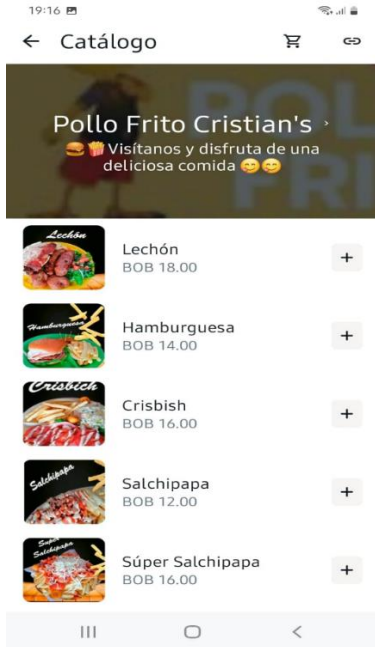 19:16
Catálogo
Pollo Frito Cristian's
🍔🍟Visítanos y disfruta de una
deliciosa comida😋😋
Lechón
Lechón
BOB 18.00
Hamburguesa
Hamburguesa
BOB 14.00
Crisbich
Crisbish
BOB 16.00
Salchipapa
Salchipapa
BOB 12.00
Super
Salchipapa
Súper Salchipapa
BOB 16.00